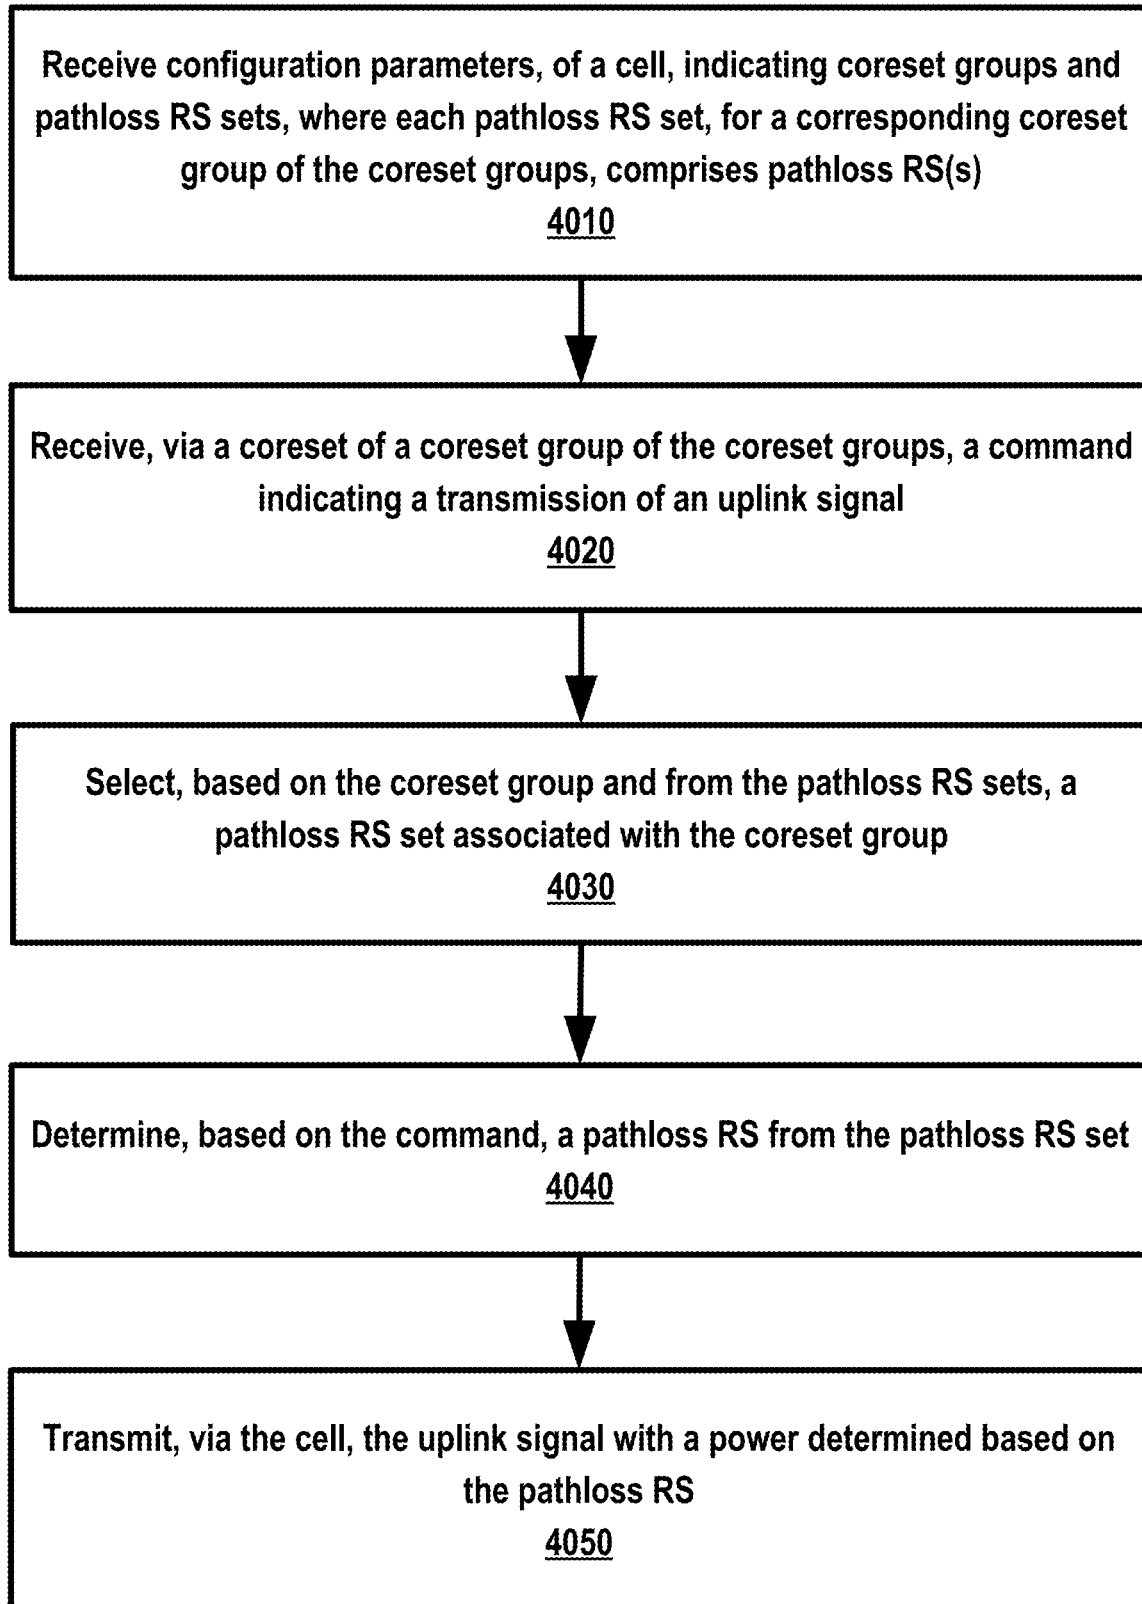 Receive configuration parameters, of a cell, indicating coreset groups and
pathloss RS sets, where each pathloss RS set, for a corresponding coreset
group of the coreset groups, comprises pathloss RS(s)
4010
Receive, via a coreset of a coreset group of the coreset groups, a command
indicating a transmission of an uplink signal
4020
Select, based on the coreset group and from the pathloss RS sets, a
pathloss RS set associated with the coreset group
4030
Determine, based on the command, a pathloss RS from the pathloss RS set
4040
Transmit, via the cell, the uplink signal with a power determined based on
the pathloss RS
4050